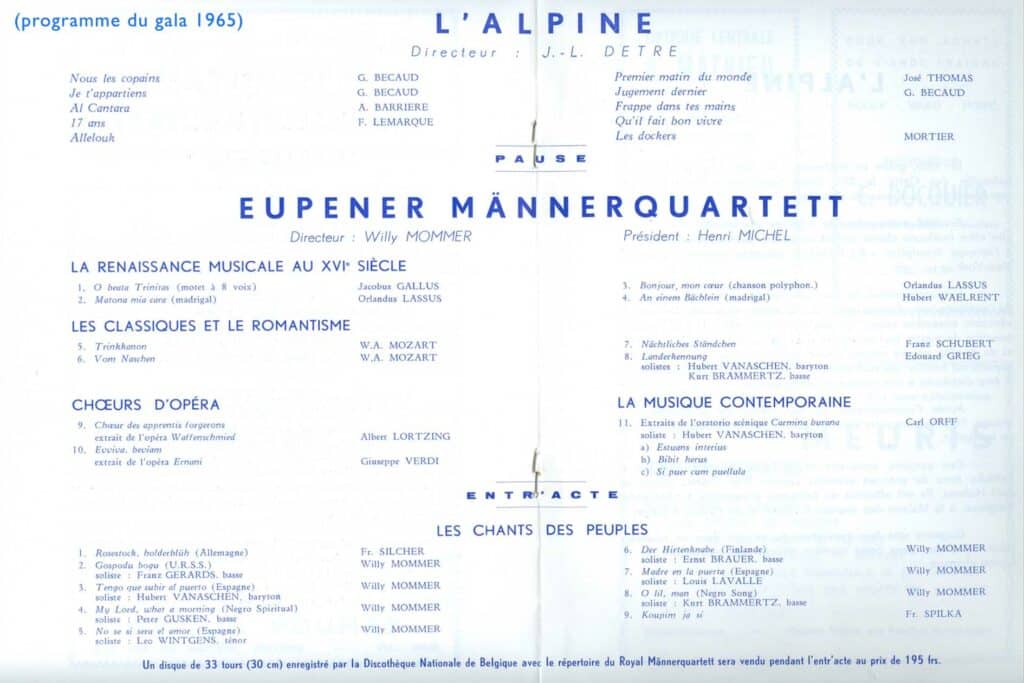 (programme du gala 1965)
L'ALPINE
Directeur : J.-L. DETRE
Nous les copains G. BECAUD
Je t'appartiens G. BECAUD
Al Cantara A. BARRIERE
17 ans F. LEMARQUE
Allelouh
Premier matin du monde José THOMAS
Jugement dernier G. BECAUD
Frappe dans tes mains
Qu'il fait bon vivre
Les dockers MORTIER
PAUSE
EUPENER MÄNNERQUARTETT
Directeur : Willy MOMMER Président : Henri MICHEL
LA RENAISSANCE MUSICALE AU XVIe SIÈCLE
1. O beata Trinitas (motet à 8 voix) Jacobus GALLUS
2. Matona mia care (madrigal) Orlandus LASSUS
3. Bonjour, mon cœur (chanson polyphon.) Orlandus LASSUS
4. An einem Bächlein (madrigal) Hubert WAELRENT
LES CLASSIQUES ET LE ROMANTISME
5. Trinkkanon W.A. MOZART
6. Vom Naschen W.A. MOZART
7. Nächtliches Ständchen Franz SCHUBERT
8. Landerkennung Edouard GRIEG
solistes : Hubert VANASCHEN, baryton
Kurt BRAMMERTZ, basse
CHŒURS D'OPÉRA
9. Chœur des apprentis forgerons
extrait de l'opéra Waffenschmied Albert LORTZING
10. Evviva, beviam
extrait de l'opéra Ernani Giuseppe VERDI
LA MUSIQUE CONTEMPORAINE
11. Extraits de l'oratorio scénique Carmina burana Carl ORFF
soliste : Hubert VANASCHEN, baryton
a) Estuans interius
b) Bibit herus
c) Si puer cum puellula
ENTR'ACTE
LES CHANTS DES PEUPLES
1. Rosestock, holderblüh (Allemagne) Fr. SILCHER
2. Gospodu bogu (U.R.S.S.) Willy MOMMER
soliste : Franz GERARDS, basse
3. Tengo que subir al puerto (Espagne) Willy MOMMER
soliste : Hubert VANASCHEN, baryton
4. My Lord, what a morning (Negro Spiritual) Willy MOMMER
soliste : Peter GUSKEN, basse
5. No se si sera el amor (Espagne) Willy MOMMER
soliste : Leo WINTGENS, ténor
6. Der Hirtenknabe (Finlande) Willy MOMMER
soliste : Ernst BRAUER, basse
7. Madre en la puerta (Espagne) Willy MOMMER
soliste : Louis LAVALLE
8. O lil, man (Negro Song) Willy MOMMER
soliste : Kurt BRAMMERTZ, basse
9. Koupim ja si Fr. SPILKA
Un disque de 33 tours (30 cm) enregistré par la Discothèque Nationale de Belgique avec le répertoire du Royal Männerquartett sera vendu pendant l'entr'acte au prix de 195 frs.